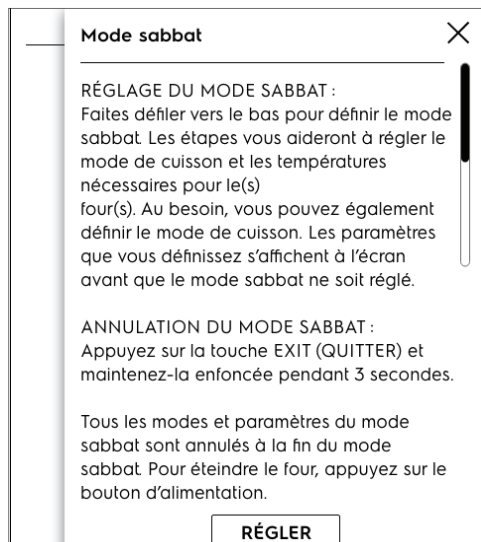 Mode sabbat
RÉGLAGE DU MODE SABBAT :
Faites défiler vers le bas pour définir le mode
sabbat. Les étapes vous aideront à régler le
mode de cuisson et les températures
nécessaires pour le(s)
four(s). Au besoin, vous pouvez également
définir le mode de cuisson. Les paramètres
que vous définissez s’affichent à l’écran
avant que le mode sabbat ne soit réglé.
ANNULATION DU MODE SABBAT :
Appuyez sur la touche EXIT (QUITTER) et
maintenez-la enfoncée pendant 3 secondes.
Tous les modes et paramètres du mode
sabbat sont annulés à la fin du mode
sabbat. Pour éteindre le four, appuyez sur le
bouton d’alimentation.
RÉGLER